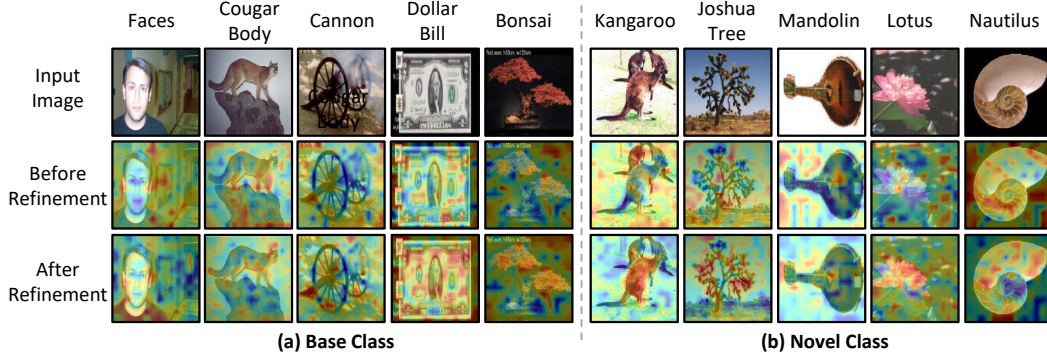 Faces
Cougar
Body
Cannon
Dollar
Bill
Bonsai
Kangaroo
Joshua
Tree
Mandolin
Lotus
Nautilus
Input
Image
Cougar
Body
Before
Refinement
After
Refinement
(a) Base Class
(b) Novel Class